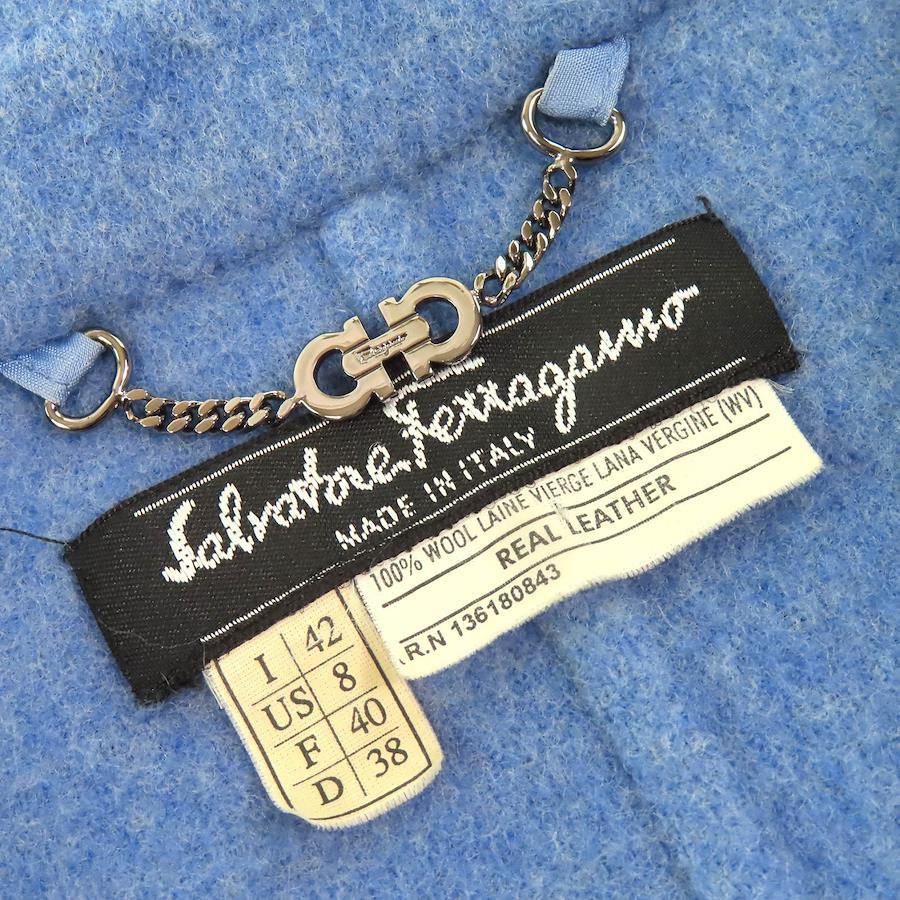 Salvatore Ferragamo
MADE IN ITALY
100% WOOL LAINE VIERGE LANA VERGINE (WV)
REAL LEATHER
R.N 136180843
I 42
US 8
F 40
D 38